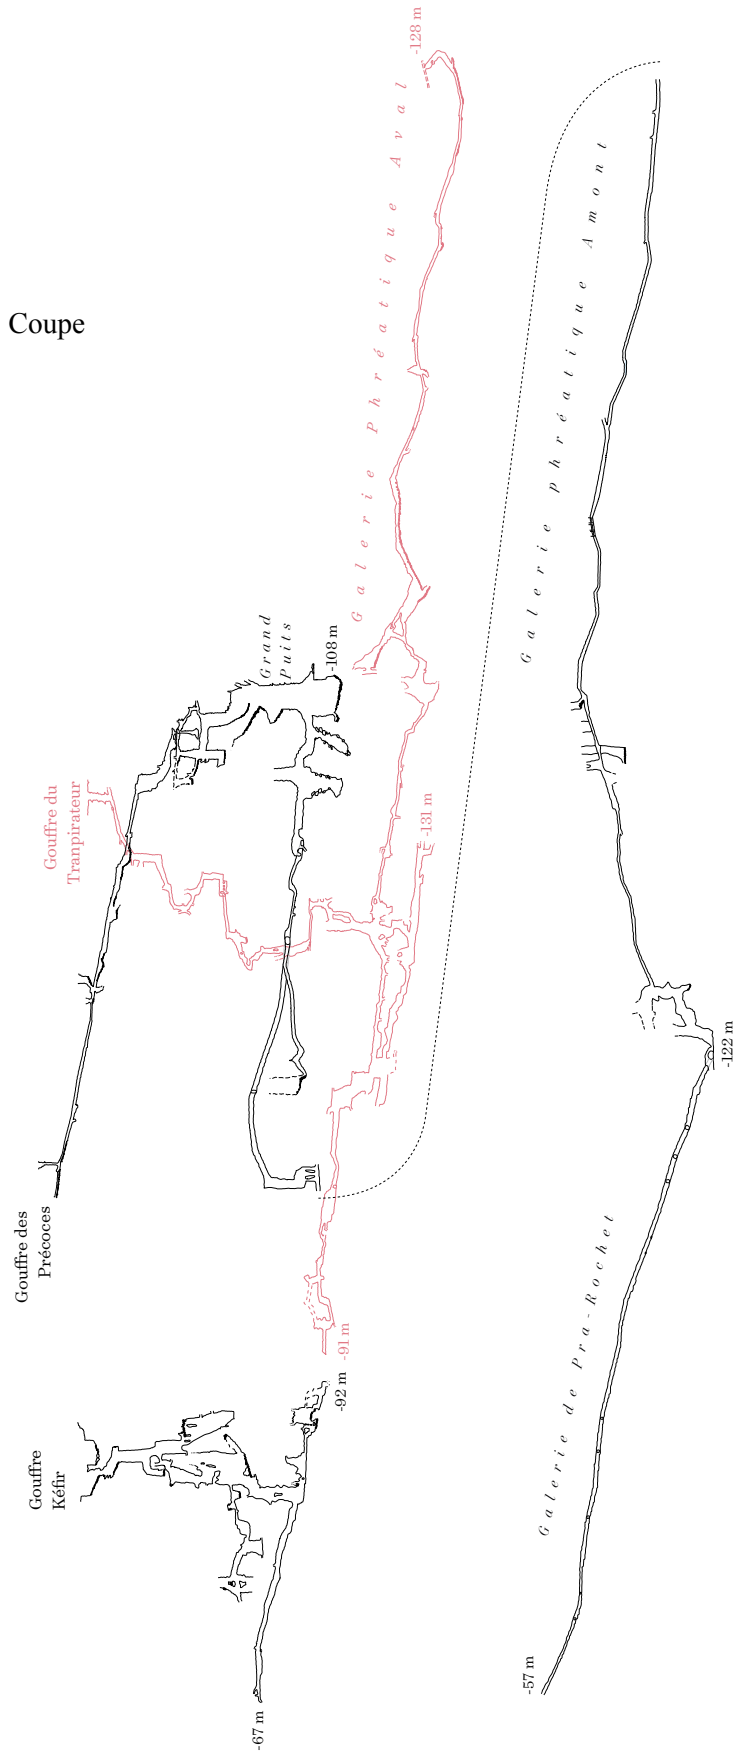 Coupe
-128 m
Galerie Phréatique Aval
Galerie phréatique Amont
Grand
Puits
-108 m
Gouffre du
Tranpirateur
-131 m
-122 m
Gouffre des
Précoces
-91 m
-92 m
Galerie de Pra-Rochet
Gouffre
Kéfir
-57 m
-67 m